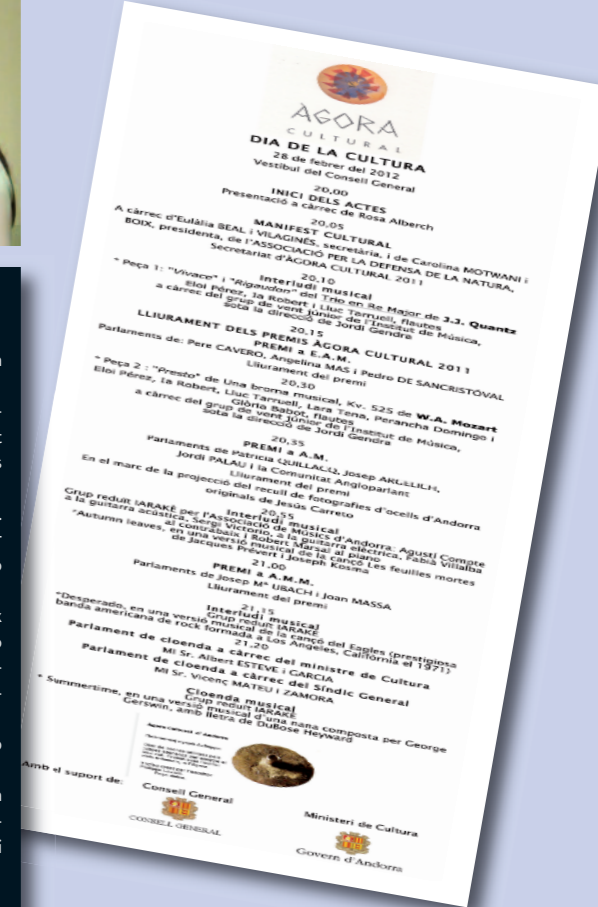 ÀGORA
CULTURAL
DIA DE LA CULTURA
28 de febrer del 2012
Vestíbul del Consell General
20,00
INICI DELS ACTES
Presentació a càrrec de Rosa Alberch
20,05
MANIFEST CULTURAL
A càrrec d'Eulàlia BEAL i VILAGINÉS, secretària, i de Carolina MOTWANI i
BOIX, presidenta, de l'ASSOCIACIÓ PER LA DEFENSA DE LA NATURA,
Secretariat d'ÀGORA CULTURAL 2011
20,10
Interludi musical
* Peça 1: "Vivace" i "Rigaudon" del Trio en Re Major de J.J. Quantz
Eloi Pérez, Ia Robert i Lluc Tarruell, flautes
a càrrec del grup de vent júnior de l'Institut de Música,
sota la direcció de Jordi Gendre
20,15
LLIURAMENT DELS PREMIS ÀGORA CULTURAL 2011
PREMI a E.A.M.
Parlaments de: Pere CAVERO, Angelina MAS i Pedro DE SANCRISTÓVAL
Lliurament del premi
20,30
* Peça 2 : "Presto" de Una broma musical, Kv. 525 de W.A. Mozart
Eloi Pérez, Ia Robert, Lluc Tarruell, Lara Tena, Perancha Domingo i
Glòria Babot, flautes
a càrrec del grup de vent júnior de l'Institut de Música,
sota la direcció de Jordi Gendra
20,35
PREMI a A.M.
Parlaments de Patrícia QUILLACQ, Josep ARGELICH,
Jordi PALAU i la Comunitat Angloparlant
Lliurament del premi
En el marc de la projecció del recull de fotografies d'ocells d'Andorra
originals de Jesús Carreto
20,55
Interludi musical
Grup reduït IARAKÉ per l'Associació de Músics d'Andorra: Agustí Compte
a la guitarra acústica, Sergi Victorio, a la guitarra elèctrica, Fabià Villalba
al contrabaix i Robert Marsal al piano
"Autumn leaves, en una versió musical de la cançó Les feuilles mortes
de Jacques Prévert i Joseph Kosma
21,00
PREMI a A.M.M.
Parlaments de Josep Mª UBACH i Joan MASSA
Lliurament del premi
21,15
Interludi musical
Grup reduït IARAKÉ
*Desperado, en una versió musical de la cançó del Eagles (prestigiosa
banda americana de rock formada a Los Angeles, Califòrnia el 1971)
21,20
Parlament de cloenda a càrrec del ministre de Cultura
MI Sr. Albert ESTEVE i GARCIA
Parlament de cloenda a càrrec del Síndic General
MI Sr. Vicenç MATEU i ZAMORA
Cloenda musical
Grup reduït IARAKÉ
* Summertime, en una versió musical d'una nana composta per George
Gerswin, amb lletra de DuBose Heyward
Amb el suport de:
Consell General
CONSELL GENERAL
Ministeri de Cultura
Govern d'Andorra